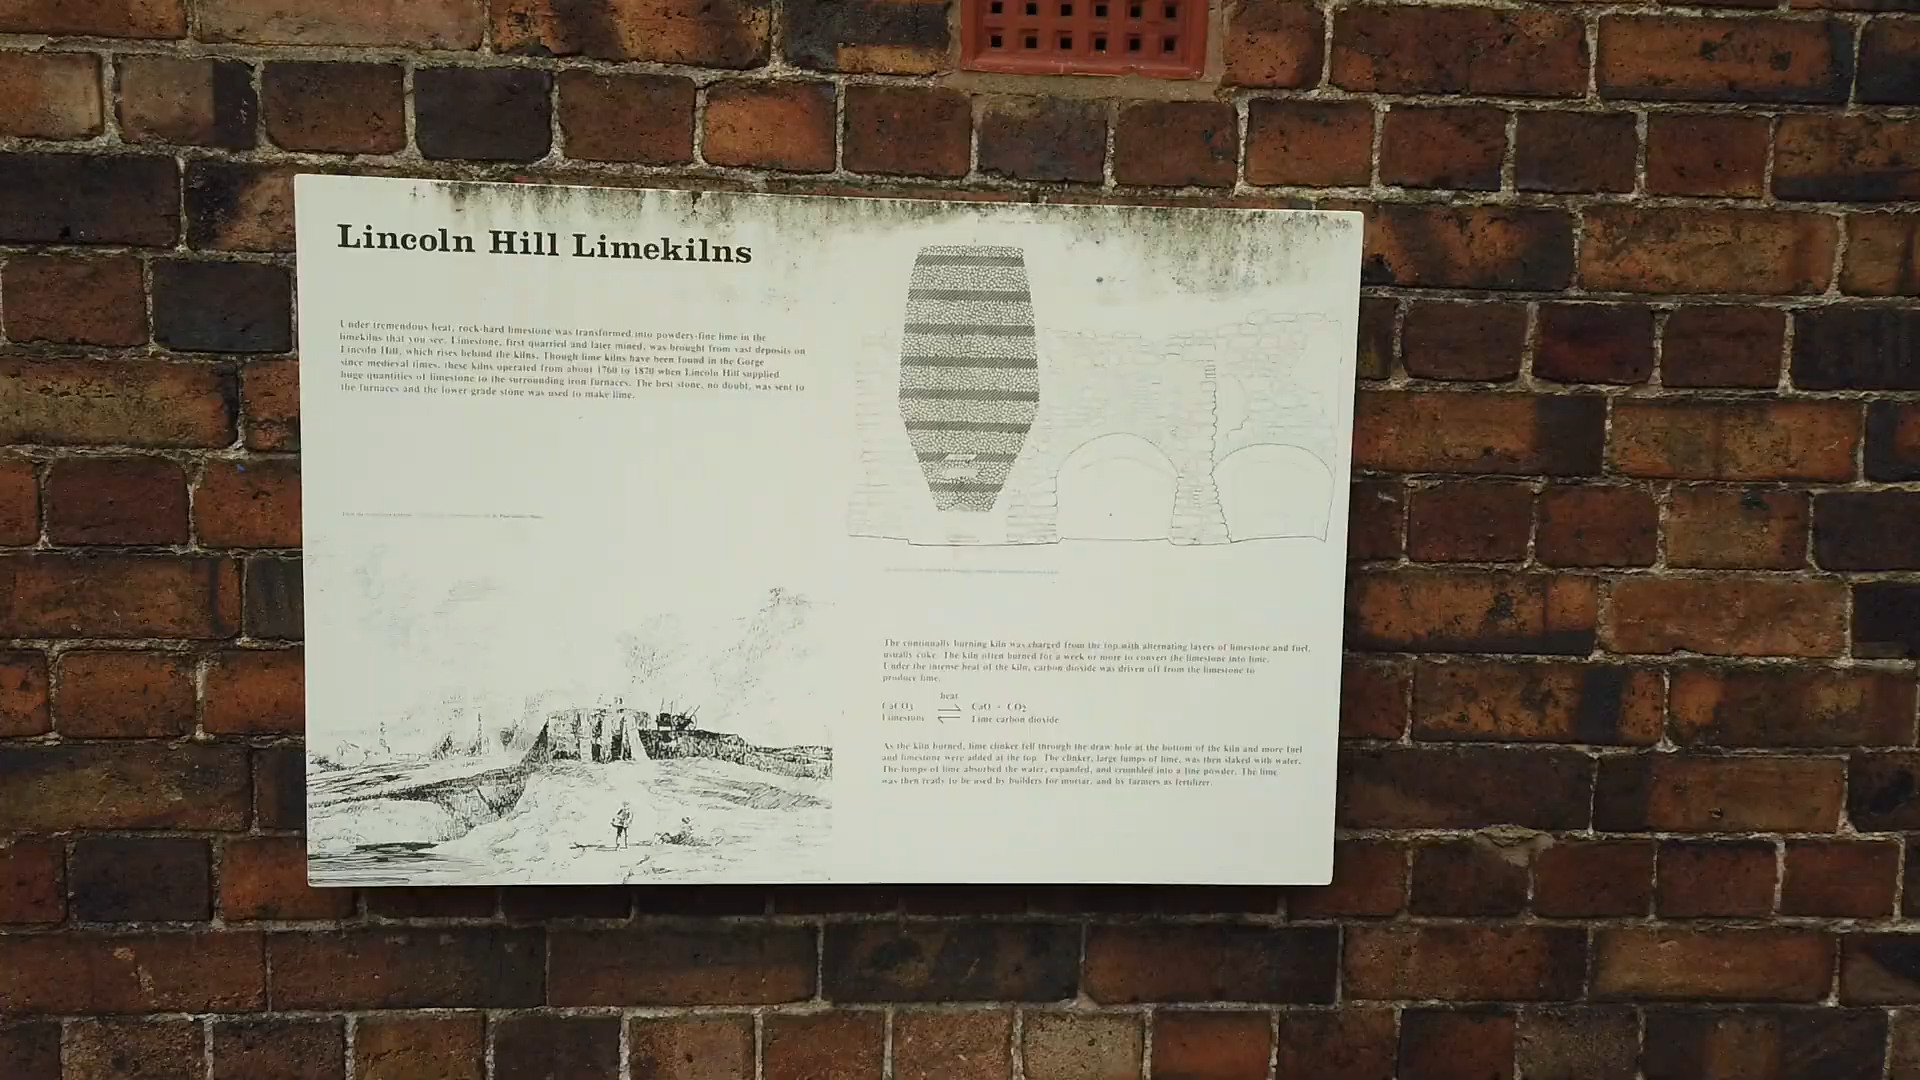 Lincoln Hill Limekilns
Under tremendous heat, rock-hard limestone was transformed into powdery-fine lime in the
limekilns that you see. Limestone, first quarried and later mined, was brought from vast deposits on
Lincoln Hill, which rises behind the kilns. Though lime kilns have been found in the Gorge
since medieval times, these kilns operated from about 1760 to 1870 when Lincoln Hill supplied
huge quantities of limestone to the surrounding iron furnaces. The best stone, no doubt, was sent to
the furnaces and the lower grade stone was used to make lime.
The continually burning kiln was charged from the top with alternating layers of limestone and fuel,
usually coke. The kiln often burned for a week or more to convert the limestone into lime.
Under the intense heat of the kiln, carbon dioxide was driven off from the limestone to
produce lime.
heat
CaCO3 ⇌ CaO + CO2
Limestone Lime carbon dioxide
As the kiln burned, lime clinker fell through the draw hole at the bottom of the kiln and more fuel
and limestone were added at the top. The clinker, large lumps of lime, was then slaked with water.
The lumps of lime absorbed the water, expanded, and crumbled into a fine powder. The lime
was then ready to be used by builders for mortar, and by farmers as fertilizer.